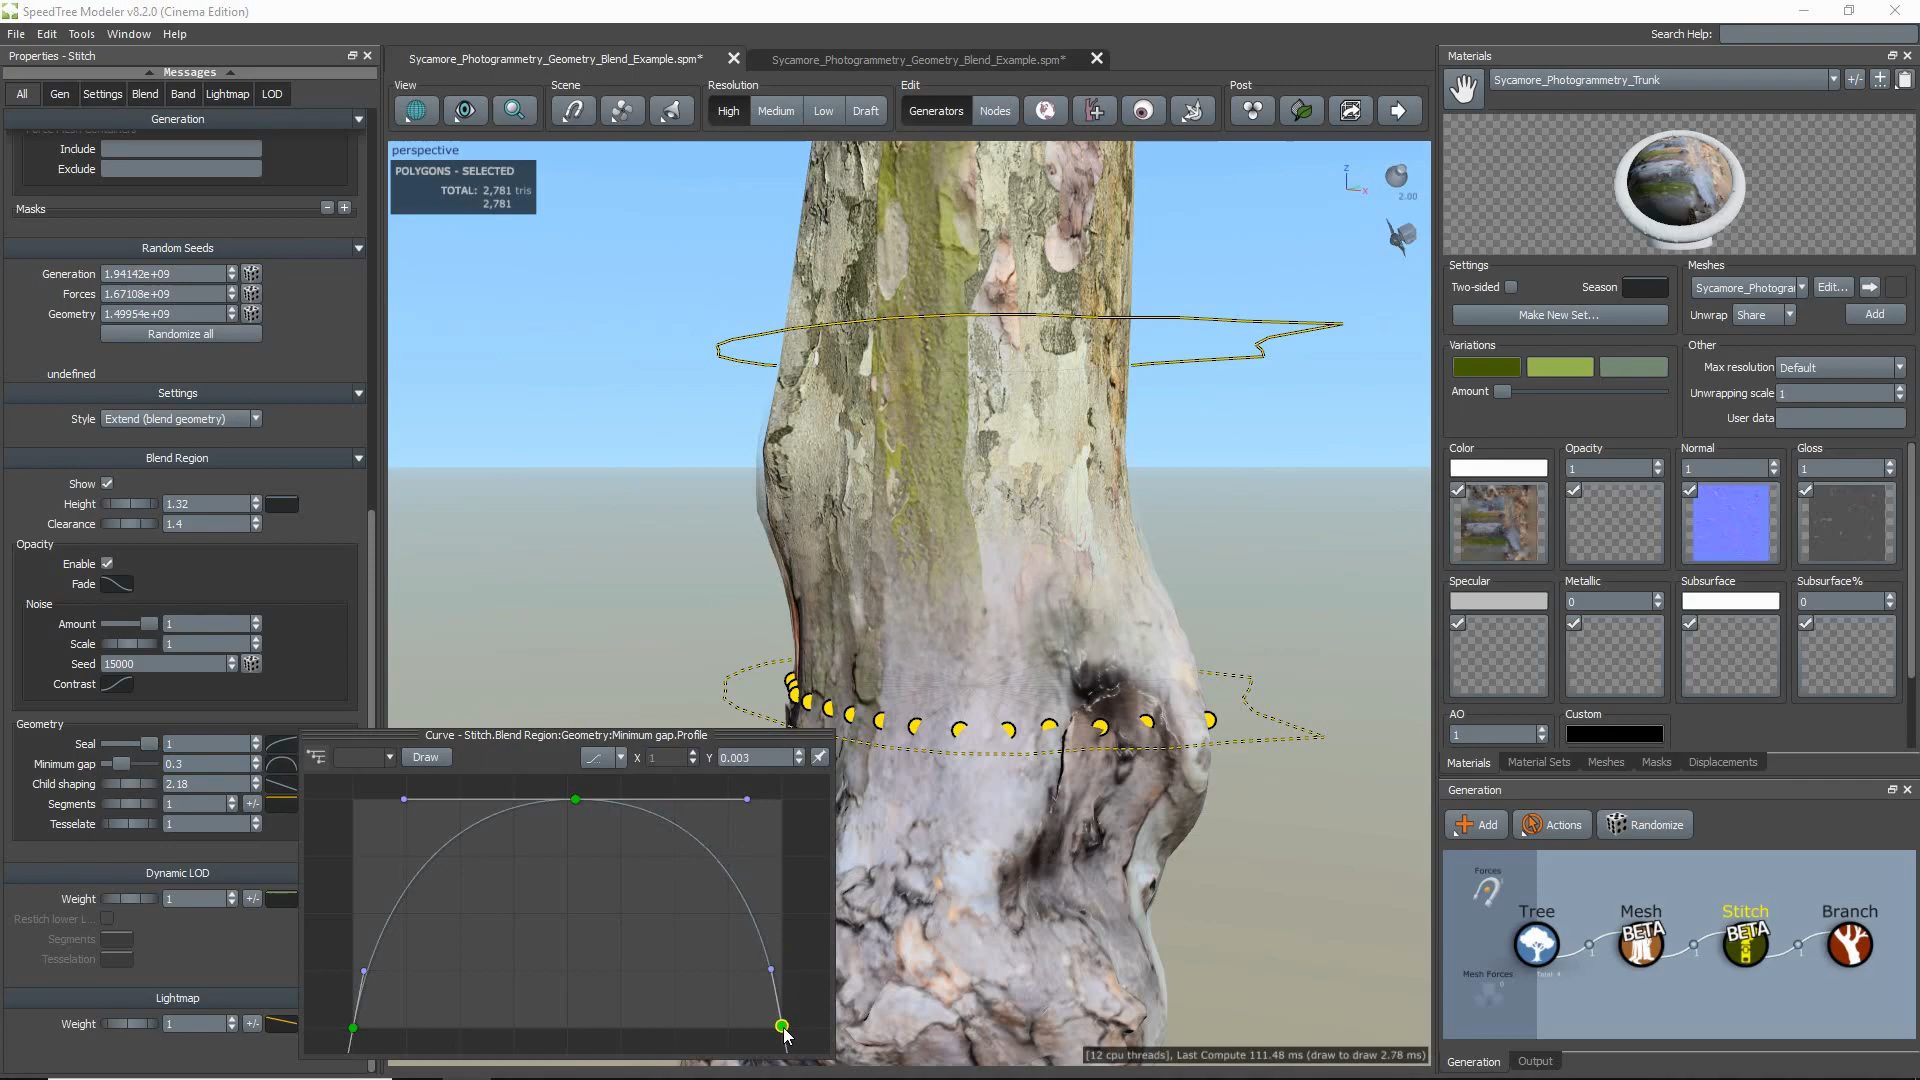 SpeedTree Modeler v8.2.0 (Cinema Edition)
File Edit Tools Window Help
Search Help:
Properties - Stitch
Messages
All Gen Settings Blend Band Lightmap LOD
Generation
Include
Exclude
Masks
Random Seeds
Generation 1.94142e+09
Forces 1.67108e+09
Geometry 1.49954e+09
Randomize all
undefined
Settings
Style Extend (blend geometry)
Blend Region
Show
Height 1.32
Clearance 1.4
Opacity
Enable
Fade
Noise
Amount 1
Scale 1
Seed 15000
Contrast
Geometry
Seal 1
Minimum gap 0.3
Child shaping 2.18
Segments 1 +/-
Tesselate 1
Dynamic LOD
Weight 1 +/-
Restich lower L...
Segments
Tesselation
Lightmap
Weight 1 +/-
Sycamore_Photogrammetry_Geometry_Blend_Example.spm*
Sycamore_Photogrammetry_Geometry_Blend_Example.spm*
View Scene Resolution Edit Post
High Medium Low Draft
Generators Nodes
perspective
POLYGONS - SELECTED
TOTAL: 2,781 tris
2,781
z
x
2.00
Curve - Stitch.Blend Region:Geometry:Minimum gap.Profile
Draw X 1 Y 0.003
[12 cpu threads], Last Compute 111.48 ms (draw to draw 2.78 ms)
Materials
Sycamore_Photogrammetry_Trunk +/-
Settings
Two-sided Season
Make New Set...
Meshes
Sycamore_Photogra Edit...
Unwrap Share Add
Variations
Amount
Other
Max resolution Default
Unwrapping scale 1
User data
Color Opacity Normal Gloss
1 1 1
Specular Metallic Subsurface Subsurface%
0 0
AO Custom
1
Materials Material Sets Meshes Masks Displacements
Generation
Add Actions Randomize
Forces
Tree Mesh Stitch Branch
BETA BETA
1 1 1
Mesh Forces
0
Total 4
Generation Output